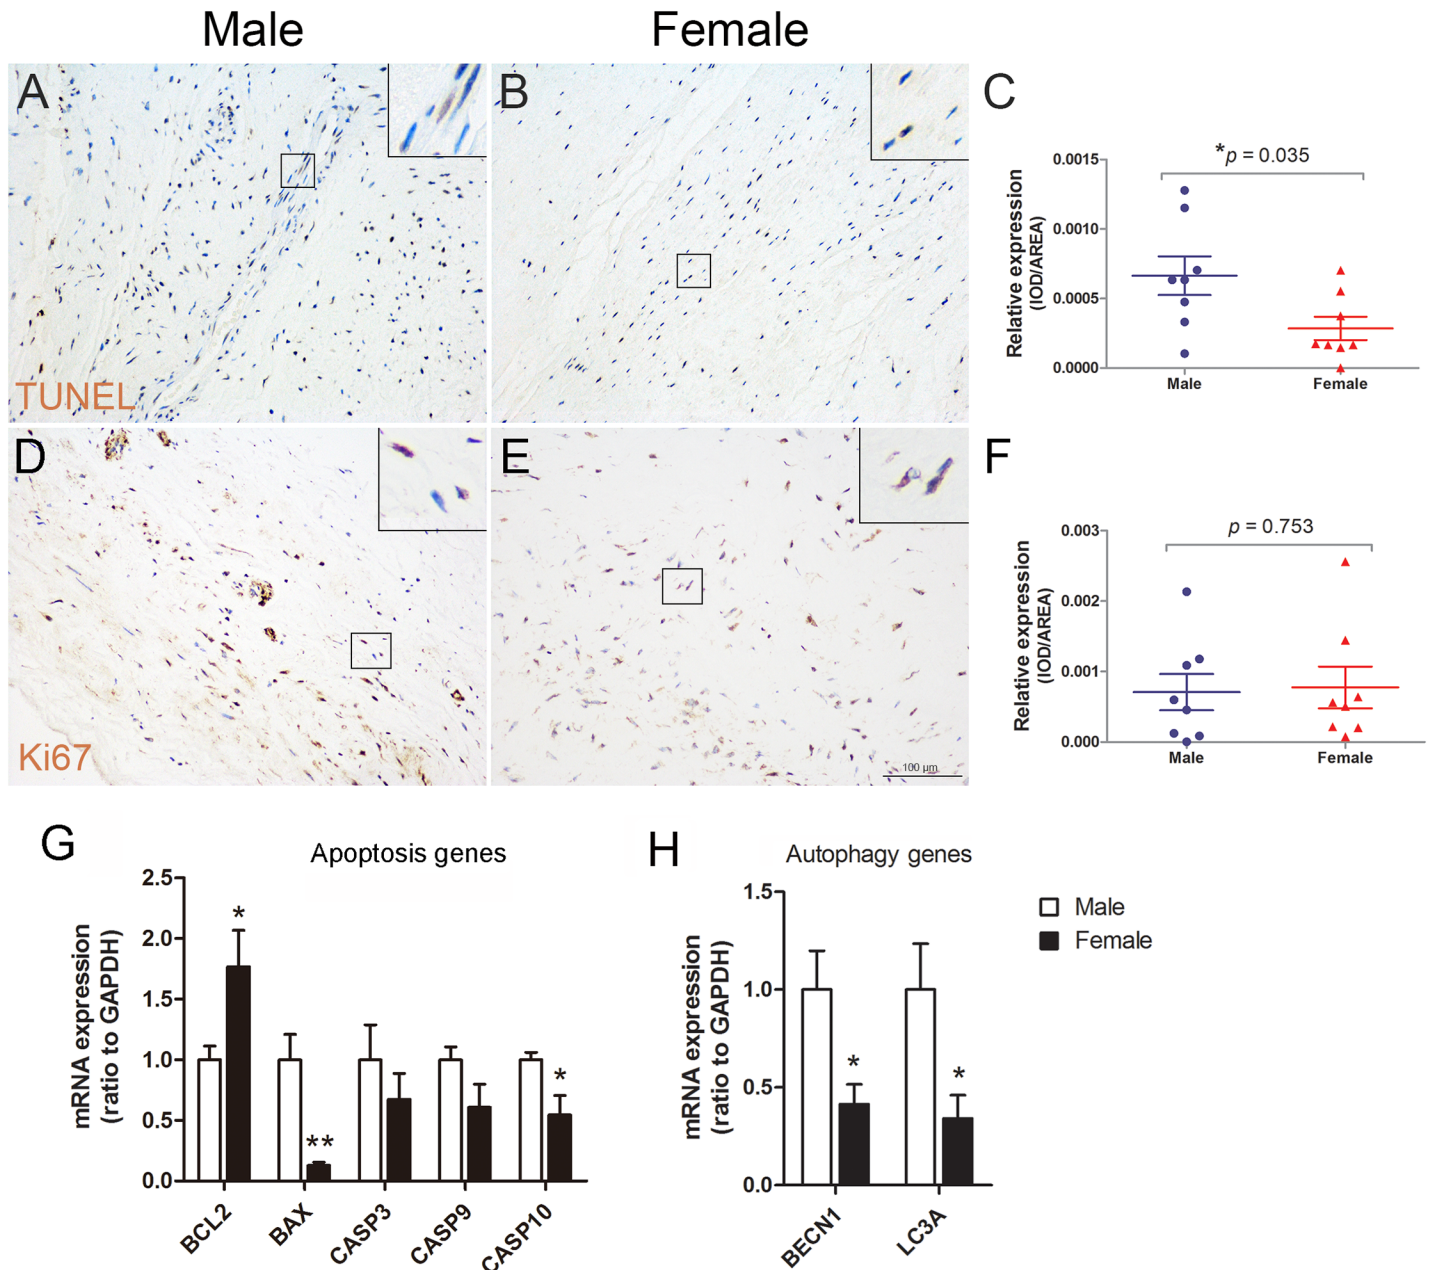 Male
Female
A
B
C
TUNEL
*p = 0.035
0.0015
0.0010
0.0005
0.0000
Relative expression
(IOD/AREA)
Male
Female
D
E
F
Ki67
100 µm
p = 0.753
0.003
0.002
0.001
0.000
Relative expression
(IOD/AREA)
Male
Female
G
Apoptosis genes
2.5
2.0
1.5
1.0
0.5
0.0
mRNA expression
(ratio to GAPDH)
*
**
*
BCL2
BAX
CASP3
CASP9
CASP10
H
Autophagy genes
1.5
1.0
0.5
0.0
mRNA expression
(ratio to GAPDH)
*
*
BECN1
LC3A
Male
Female